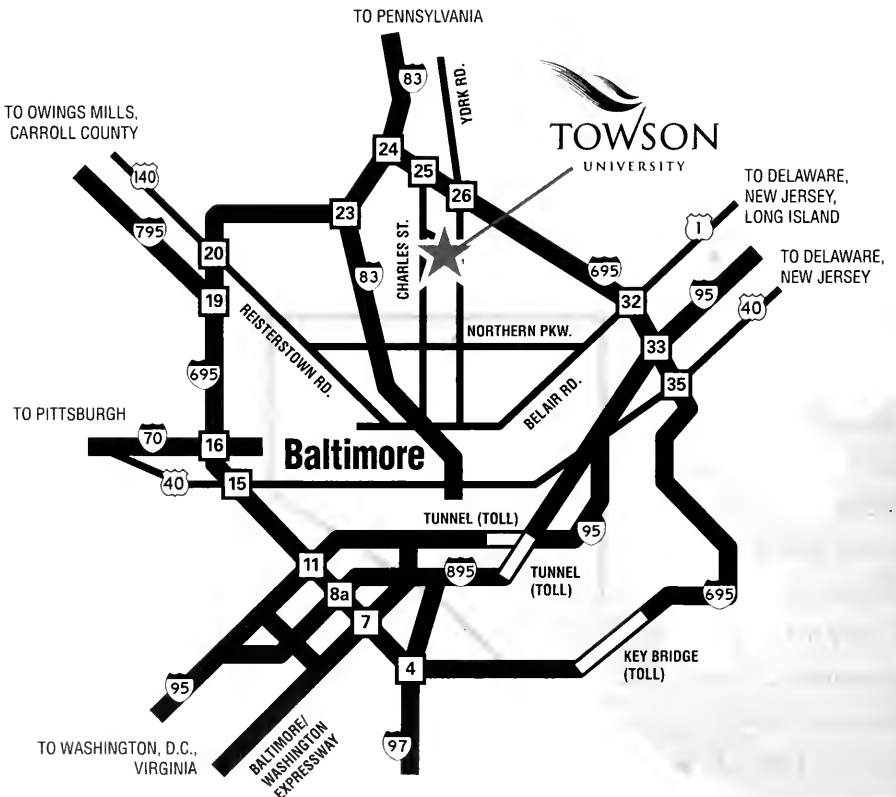 TO PENNSYLVANIA
83
YORK RD.
TO OWINGS MILLS,
CARROLL COUNTY
TOWSON
UNIVERSITY
140
24
25
26
TO DELAWARE,
NEW JERSEY,
LONG ISLAND
795
23
1
20
CHARLES ST.
83
695
TO DELAWARE,
NEW JERSEY
19
32
95
40
REISTERSTOWN RD.
NORTHERN PKW.
33
695
35
BELAIR RD.
TO PITTSBURGH
70
16
Baltimore
40
15
TUNNEL (TOLL)
95
11
895
TUNNEL
(TOLL)
8a
695
7
4
KEY BRIDGE
(TOLL)
95
TO WASHINGTON, D.C.,
VIRGINIA
BALTIMORE/
WASHINGTON
EXPRESSWAY
97